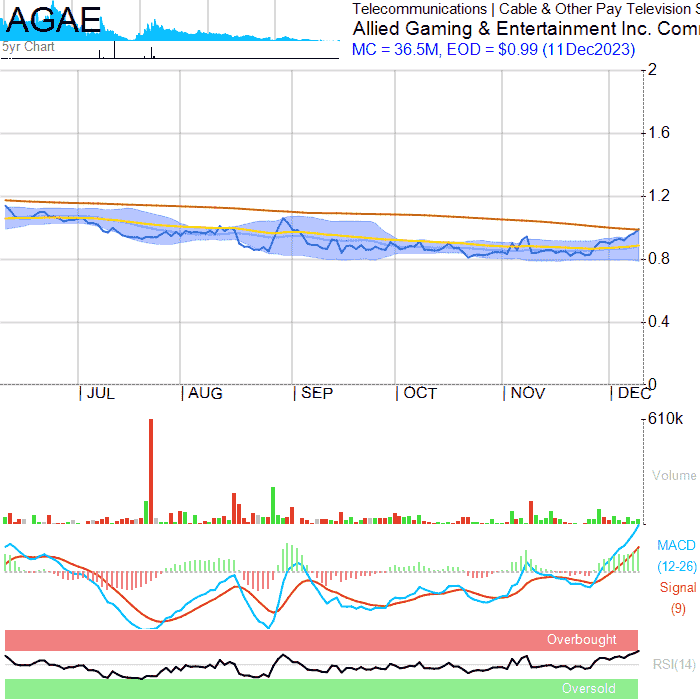 AGAE
5yr Chart
Telecommunications | Cable & Other Pay Television S
Allied Gaming & Entertainment Inc. Com
MC = 36.5M, EOD = $0.99 (11Dec2023)
2
1.6
1.2
0.8
0.4
0
JUL AUG SEP OCT NOV DEC
610k
Volume
MACD
(12-26)
Signal
(9)
Overbought
RSI(14)
Oversold